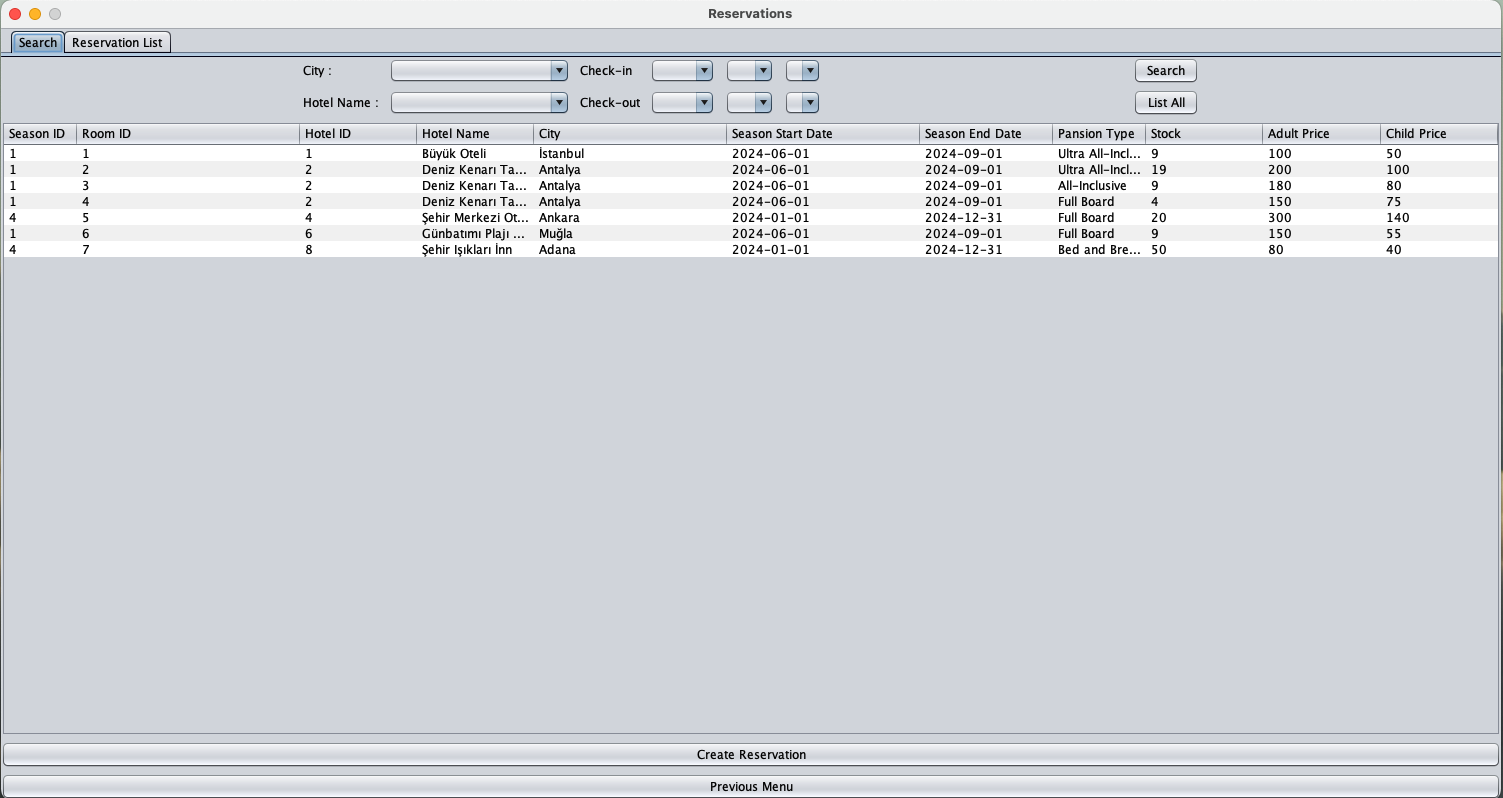 Reservations
Search Reservation List
City : Check-in Search
Hotel Name : Check-out List All
Season ID Room ID Hotel ID Hotel Name City Season Start Date Season End Date Pansion Type Stock Adult Price Child Price
1 1 1 Büyük Oteli İstanbul 2024-06-01 2024-09-01 Ultra All-Incl... 9 100 50
1 2 2 Deniz Kenarı Ta... Antalya 2024-06-01 2024-09-01 Ultra All-Incl... 19 200 100
1 3 2 Deniz Kenarı Ta... Antalya 2024-06-01 2024-09-01 All-Inclusive 9 180 80
1 4 2 Deniz Kenarı Ta... Antalya 2024-06-01 2024-09-01 Full Board 4 150 75
4 5 4 Şehir Merkezi Ot... Ankara 2024-01-01 2024-12-31 Full Board 20 300 140
1 6 6 Günbatımı Plajı ... Muğla 2024-06-01 2024-09-01 Full Board 9 150 55
4 7 8 Şehir Işıkları İnn Adana 2024-01-01 2024-12-31 Bed and Bre... 50 80 40
Create Reservation
Previous Menu